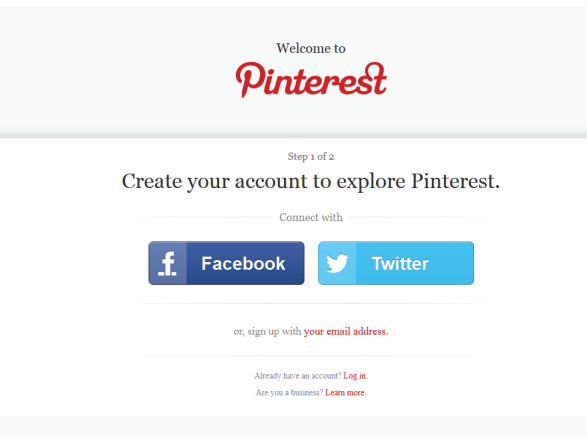 Welcome to
Pinterest
Step 1 of 2
Create your account to explore Pinterest.
Connect with
Facebook
Twitter
or, sign up with your email address.
Already have an account? Log in.
Are you a business? Learn more.